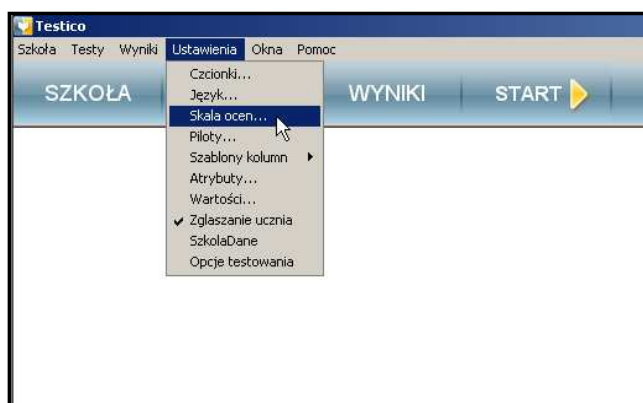 Testico
Szkoła Testy Wyniki Ustawienia Okna Pomoc
SZKOŁA WYNIKI START
Czcionki...
Język...
Skala ocen...
Piloty...
Szablony kolumn
Atrybuty...
Wartości...
Zglaszanie ucznia
SzkolaDane
Opcje testowania